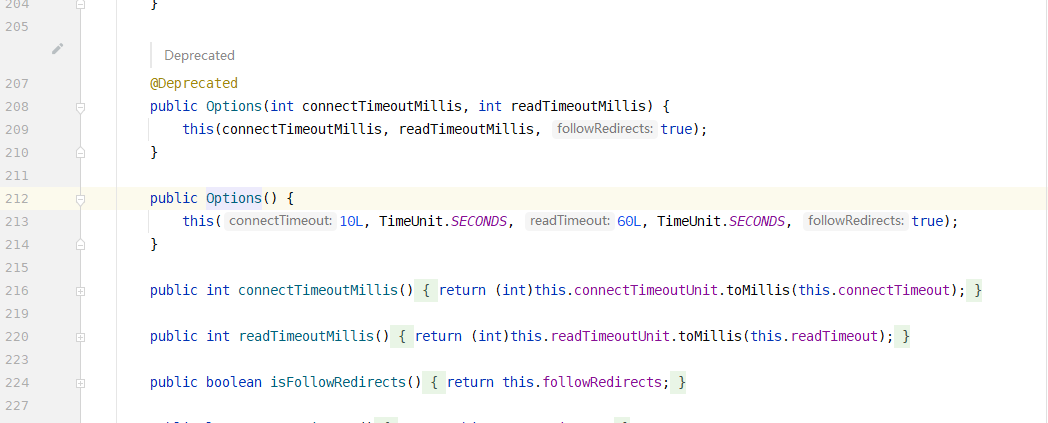 204 }
205
Deprecated
207 @Deprecated
208 public Options(int connectTimeoutMillis, int readTimeoutMillis) {
209 this(connectTimeoutMillis, readTimeoutMillis, followRedirects: true);
210 }
211
212 public Options() {
213 this( connectTimeout: 10L, TimeUnit.SECONDS, readTimeout: 60L, TimeUnit.SECONDS, followRedirects: true);
214 }
215
216 public int connectTimeoutMillis() { return (int)this.connectTimeoutUnit.toMillis(this.connectTimeout); }
219
220 public int readTimeoutMillis() { return (int)this.readTimeoutUnit.toMillis(this.readTimeout); }
223
224 public boolean isFollowRedirects() { return this.followRedirects; }
227